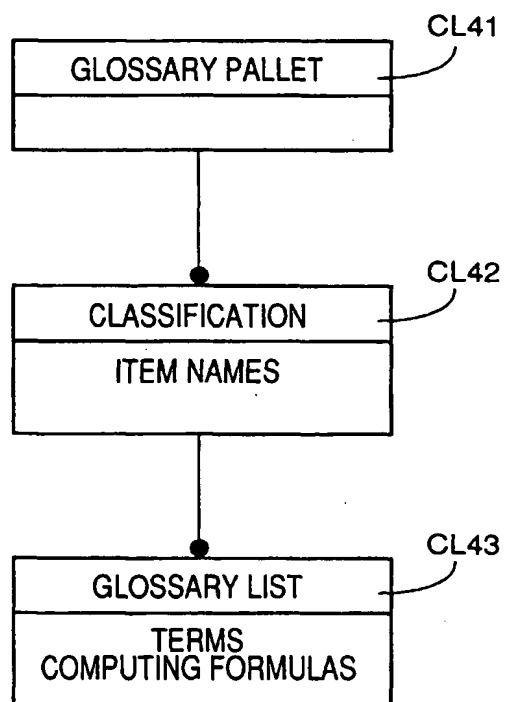 CL41
GLOSSARY PALLET
CL42
CLASSIFICATION
ITEM NAMES
CL43
GLOSSARY LIST
TERMS
COMPUTING FORMULAS